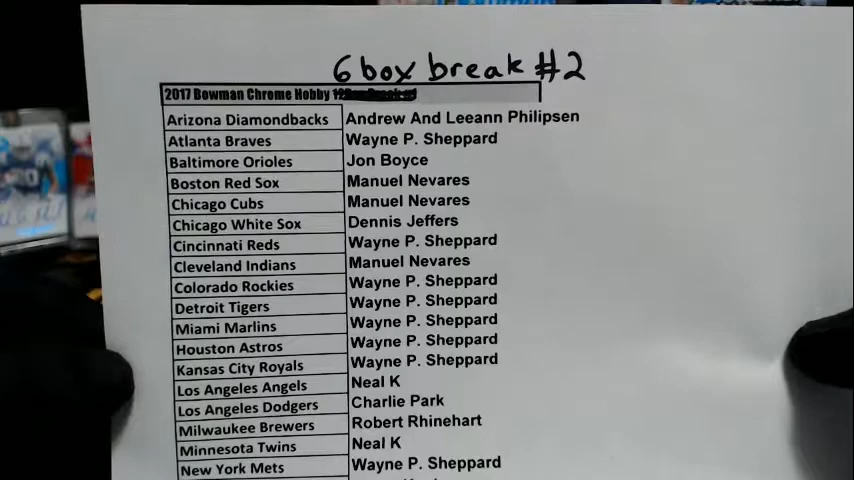 6 box break #2
2017 Bowman Chrome Hobby
Arizona Diamondbacks Andrew And Leeann Philipsen
Atlanta Braves Wayne P. Sheppard
Baltimore Orioles Jon Boyce
Boston Red Sox Manuel Nevares
Chicago Cubs Manuel Nevares
Chicago White Sox Dennis Jeffers
Cincinnati Reds Wayne P. Sheppard
Cleveland Indians Manuel Nevares
Colorado Rockies Wayne P. Sheppard
Detroit Tigers Wayne P. Sheppard
Miami Marlins Wayne P. Sheppard
Houston Astros Wayne P. Sheppard
Kansas City Royals Wayne P. Sheppard
Los Angeles Angels Neal K
Los Angeles Dodgers Charlie Park
Milwaukee Brewers Robert Rhinehart
Minnesota Twins Neal K
New York Mets Wayne P. Sheppard